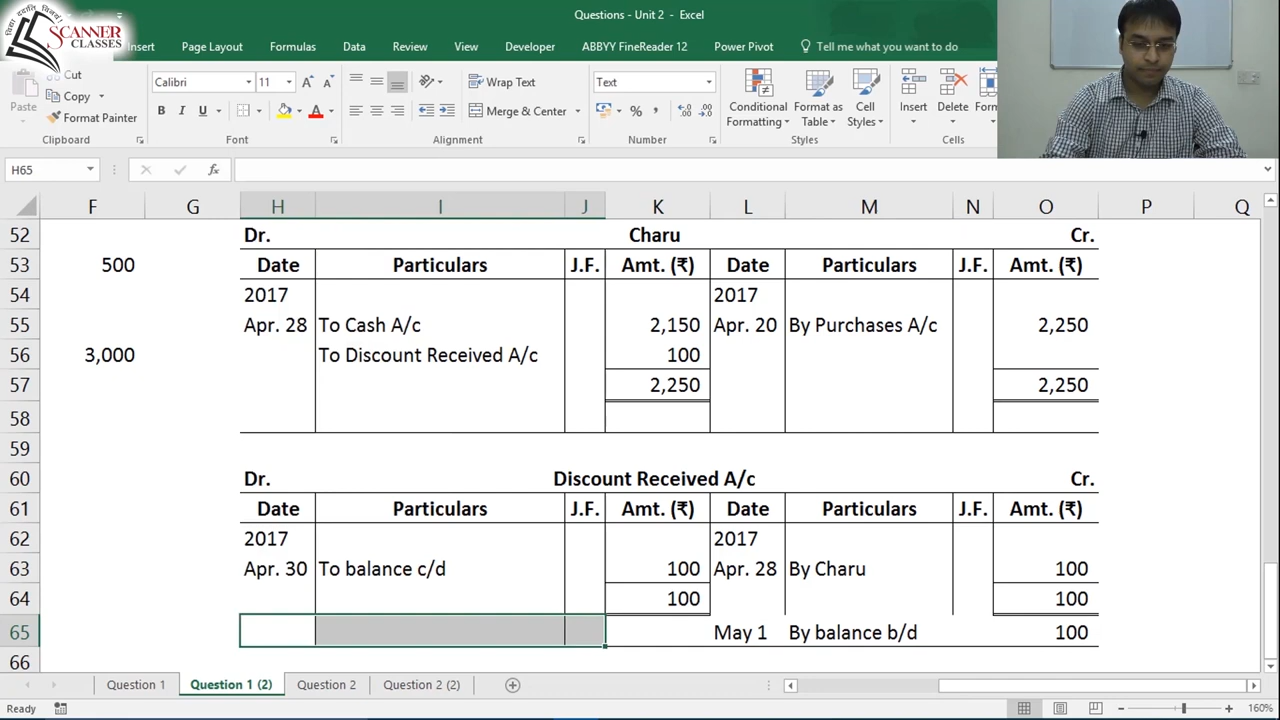 विद्या ददाति विनयं
SCANNER
CLASSES
Questions - Unit 2 - Excel
Insert Page Layout Formulas Data Review View Developer ABBYY FineReader 12 Power Pivot Tell me what you want to do
Paste
Cut
Copy
Format Painter
Calibri 11
B I U A
Wrap Text
Merge & Center
Text
%
Conditional Formatting
Format as Table
Cell Styles
Insert
Delete
Clipboard Font Alignment Number Styles Cells
H65 fx
F G H I J K L M N O P Q
52 Dr. Charu Cr.
53 500 Date Particulars J.F. Amt. (₹) Date Particulars J.F. Amt. (₹)
54 2017 2017
55 Apr. 28 To Cash A/c 2,150 Apr. 20 By Purchases A/c 2,250
56 3,000 To Discount Received A/c 100
57 2,250 2,250
58
59
60 Dr. Discount Received A/c Cr.
61 Date Particulars J.F. Amt. (₹) Date Particulars J.F. Amt. (₹)
62 2017 2017
63 Apr. 30 To balance c/d 100 Apr. 28 By Charu 100
64 100 100
65 May 1 By balance b/d 100
66
Question 1 Question 1 (2) Question 2 Question 2 (2)
Ready 160%